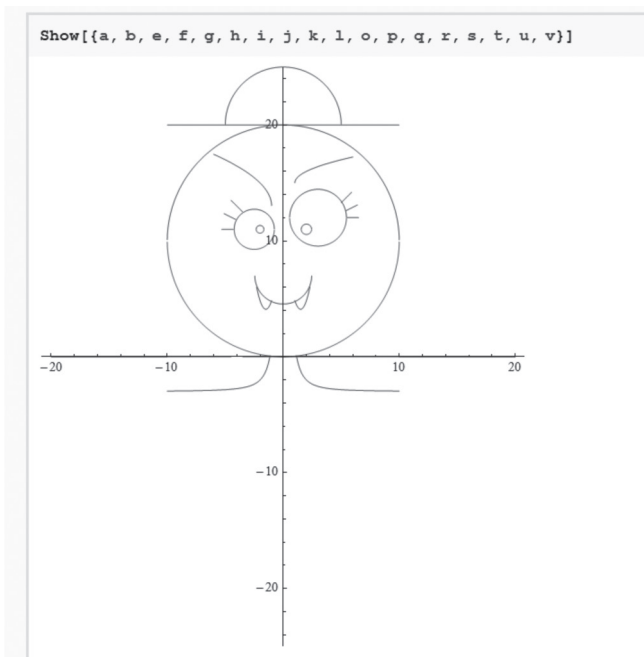 Show[{a, b, e, f, g, h, i, j, k, l, o, p, q, r, s, t, u, v}]
20
10
-20 -10 10 20
-10
-20